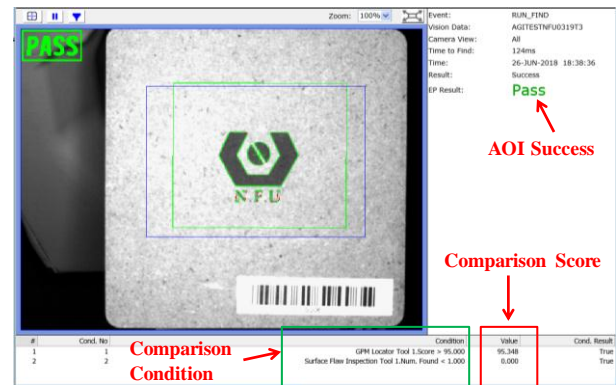 Zoom: 100%
PASS
Event: RUN_FIND
Vision Data: AGITESTNFU0319T3
Camera View: All
Time to Find: 124ms
Time: 26-JUN-2018 18:38:36
Result: Success
EP Result: Pass
AOI Success
N.F.U
Comparison Score
# Cond. No Condition Value Cond. Result
1 1 GPM Locator Tool 1.Score > 95.000 95.348 True
2 2 Surface Flaw Inspection Tool 1.Num. Found < 1.000 0.000 True
Comparison
Condition